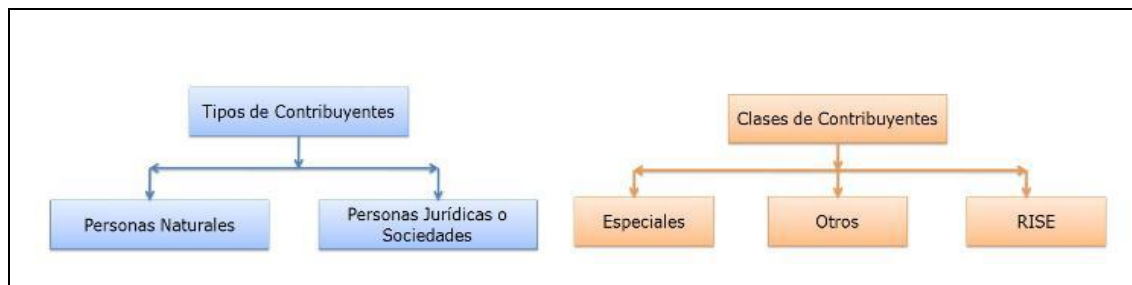 Tipos de Contribuyentes
Personas Naturales
Personas Jurídicas o
Sociedades
Clases de Contribuyentes
Especiales
Otros
RISE